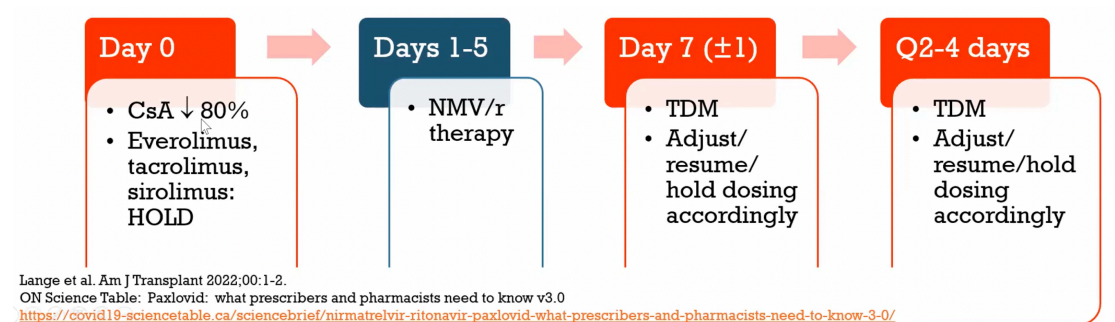 Day 0
• CsA ↓ 80%
• Everolimus,
tacrolimus,
sirolimus:
HOLD
Days 1-5
• NMV/r
therapy
Day 7 (±1)
• TDM
• Adjust/
resume/
hold dosing
accordingly
Q2-4 days
• TDM
• Adjust/
resume/hold
dosing
accordingly
Lange et al. Am J Transplant 2022;00:1-2.
ON Science Table: Paxlovid: what prescribers and pharmacists need to know v3.0
https://covid19-sciencetable.ca/sciencebrief/nirmatrelvir-ritonavir-paxlovid-what-prescribers-and-pharmacists-need-to-know-3-0/